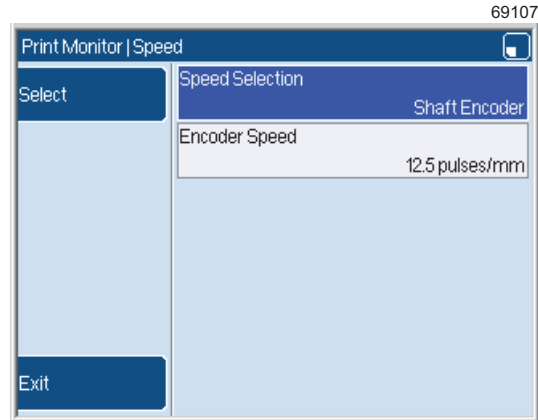 69107
Print Monitor | Speed
Select
Speed Selection
Shaft Encoder
Encoder Speed
12.5 pulses/mm
Exit